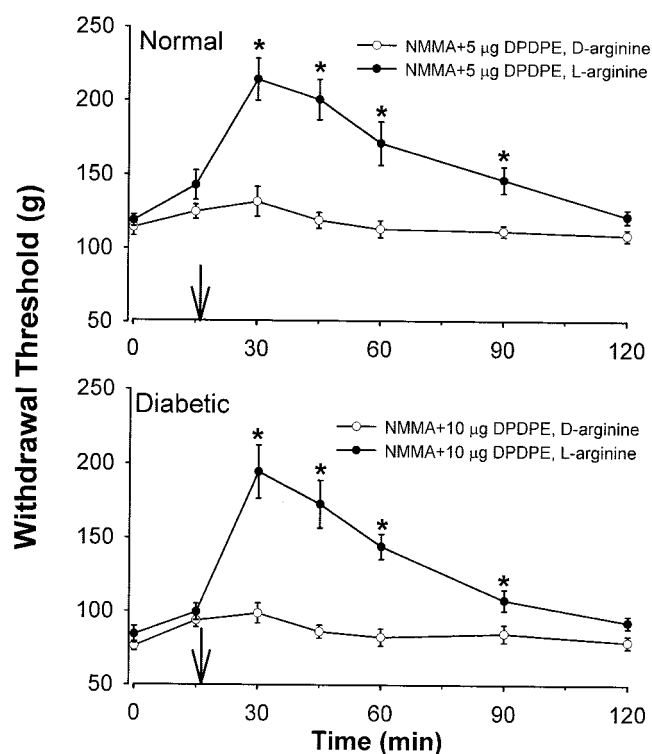 Withdrawal Threshold (g)
Normal
NMMA+5 µg DPDPE, D-arginine
NMMA+5 µg DPDPE, L-arginine
250
200
150
100
50
* * * *
0 30 60 90 120
Diabetic
NMMA+10 µg DPDPE, D-arginine
NMMA+10 µg DPDPE, L-arginine
250
200
150
100
50
* * * *
0 30 60 90 120
Time (min)